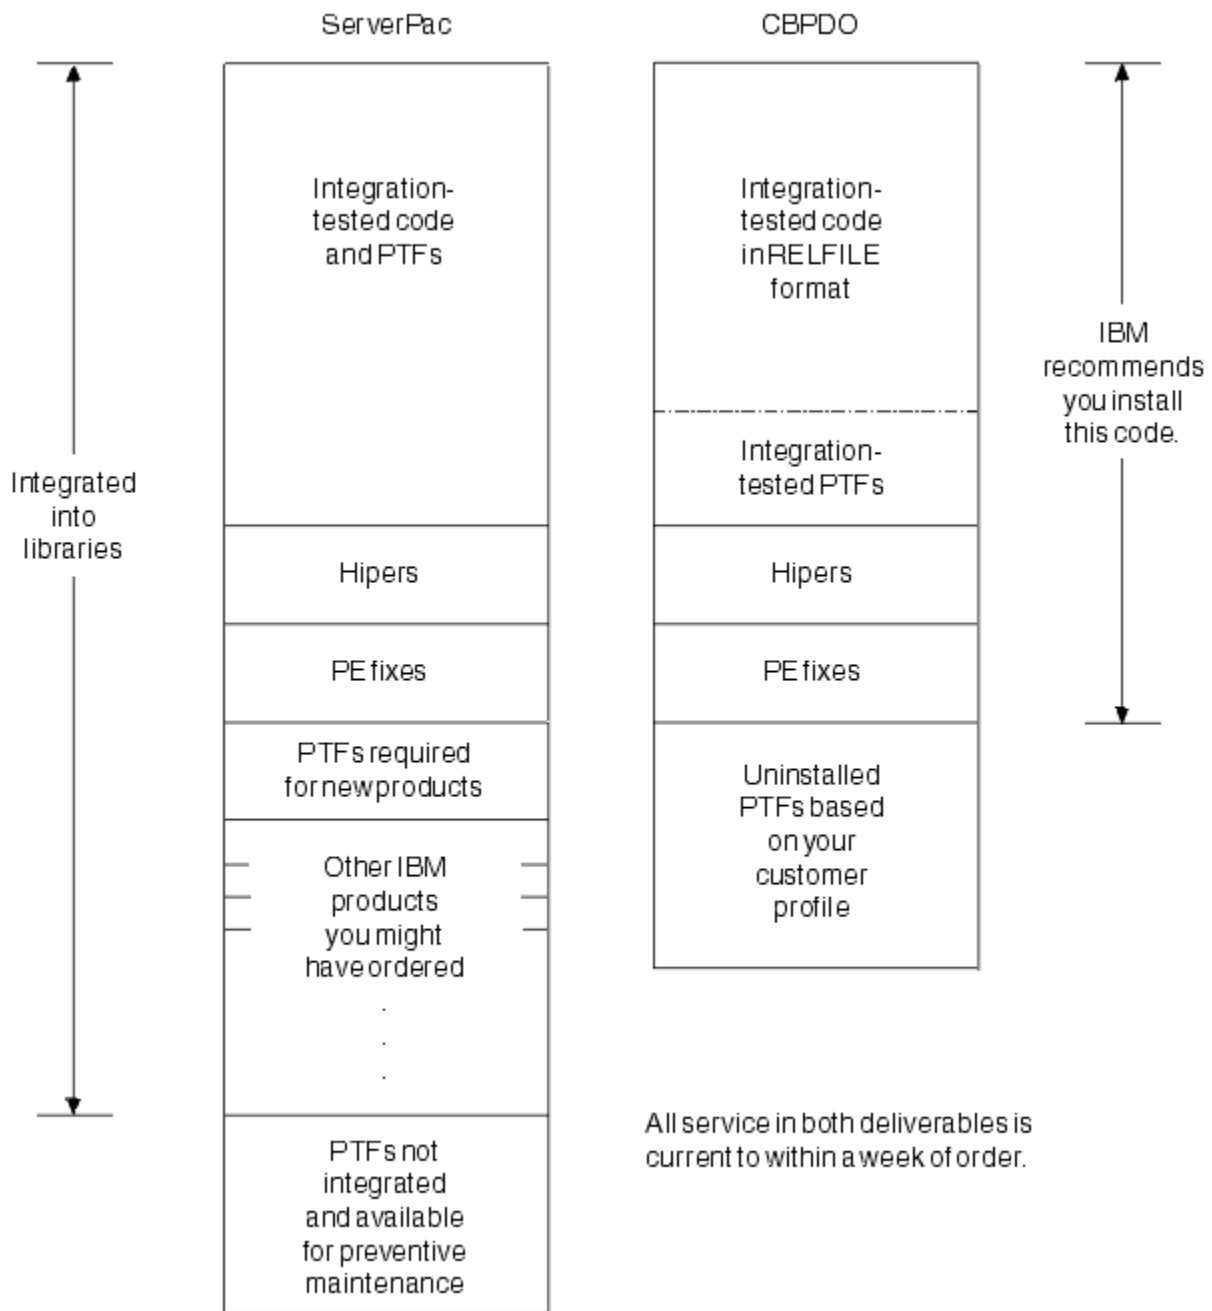 ServerPac
CBPDO
Integration-
tested code
and PTFs
Integration-
tested code
in RELFILE
format
IBM
recommends
you install
this code.
Integration-
tested PTFs
Integrated
into
libraries
Hipers
Hipers
PE fixes
PE fixes
PTFs required
for new products
Uninstalled
PTFs based
on your
customer
profile
Other IBM
products
you might
have ordered
.
.
.
All service in both deliverables is
current to within a week of order.
PTFs not
integrated
and available
for preventive
maintenance